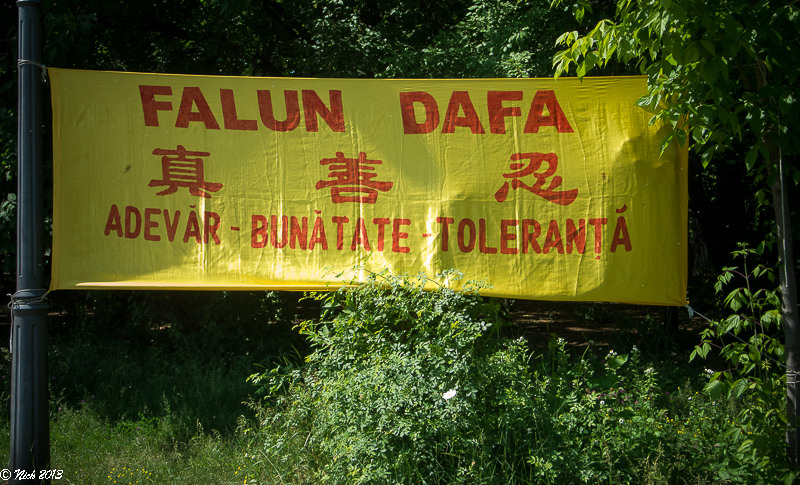 FALUN DAFA
真 善 忍
ADEVĂR - BUNĂTATE - TOLERANȚĂ
© Nick 2013